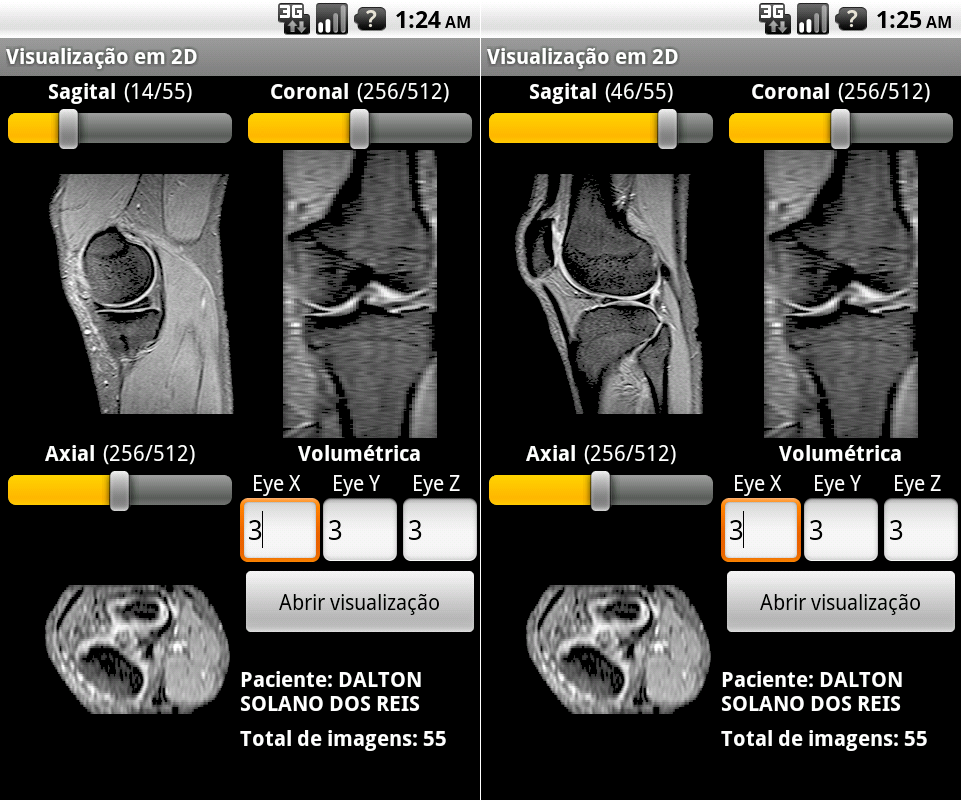 3G ? 1:24 AM
Visualização em 2D
Sagital (14/55) Coronal (256/512)
Axial (256/512) Volumétrica
Eye X Eye Y Eye Z
3 3 3
Abrir visualização
Paciente: DALTON
SOLANO DOS REIS
Total de imagens: 55
3G ? 1:25 AM
Visualização em 2D
Sagital (46/55) Coronal (256/512)
Axial (256/512) Volumétrica
Eye X Eye Y Eye Z
3 3 3
Abrir visualização
Paciente: DALTON
SOLANO DOS REIS
Total de imagens: 55